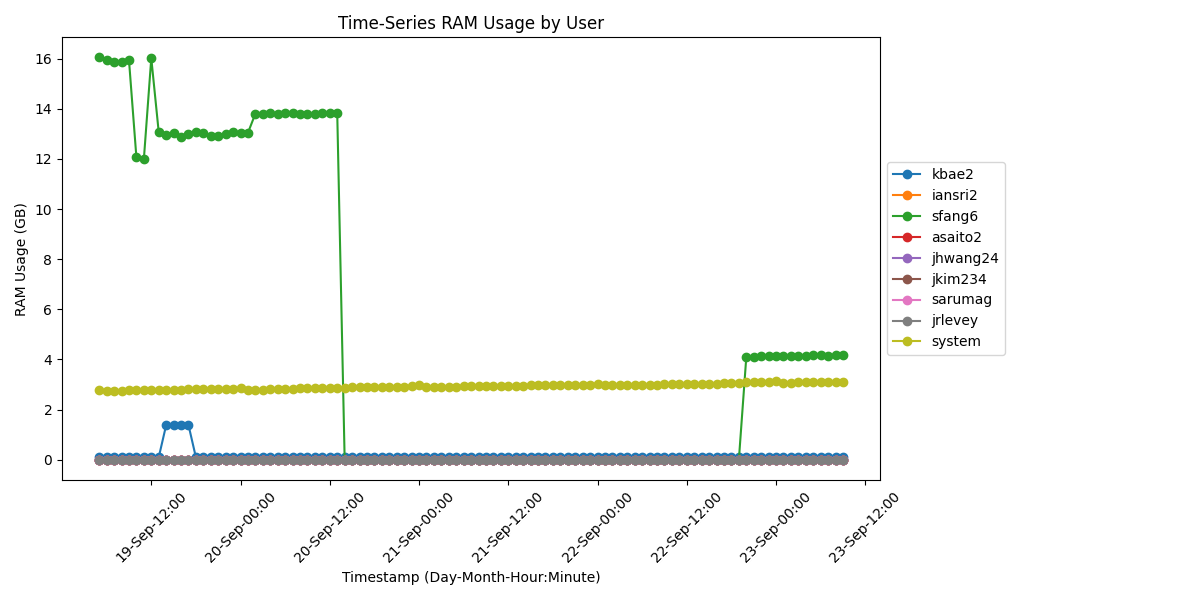 Time-Series RAM Usage by User
RAM Usage (GB)
16
14
12
10
8
6
4
2
0
19-Sep-12:00
20-Sep-00:00
20-Sep-12:00
21-Sep-00:00
21-Sep-12:00
22-Sep-00:00
22-Sep-12:00
23-Sep-00:00
23-Sep-12:00
Timestamp (Day-Month-Hour:Minute)
kbae2
iansri2
sfang6
asaito2
jhwang24
jkim234
sarumag
jrlevey
system